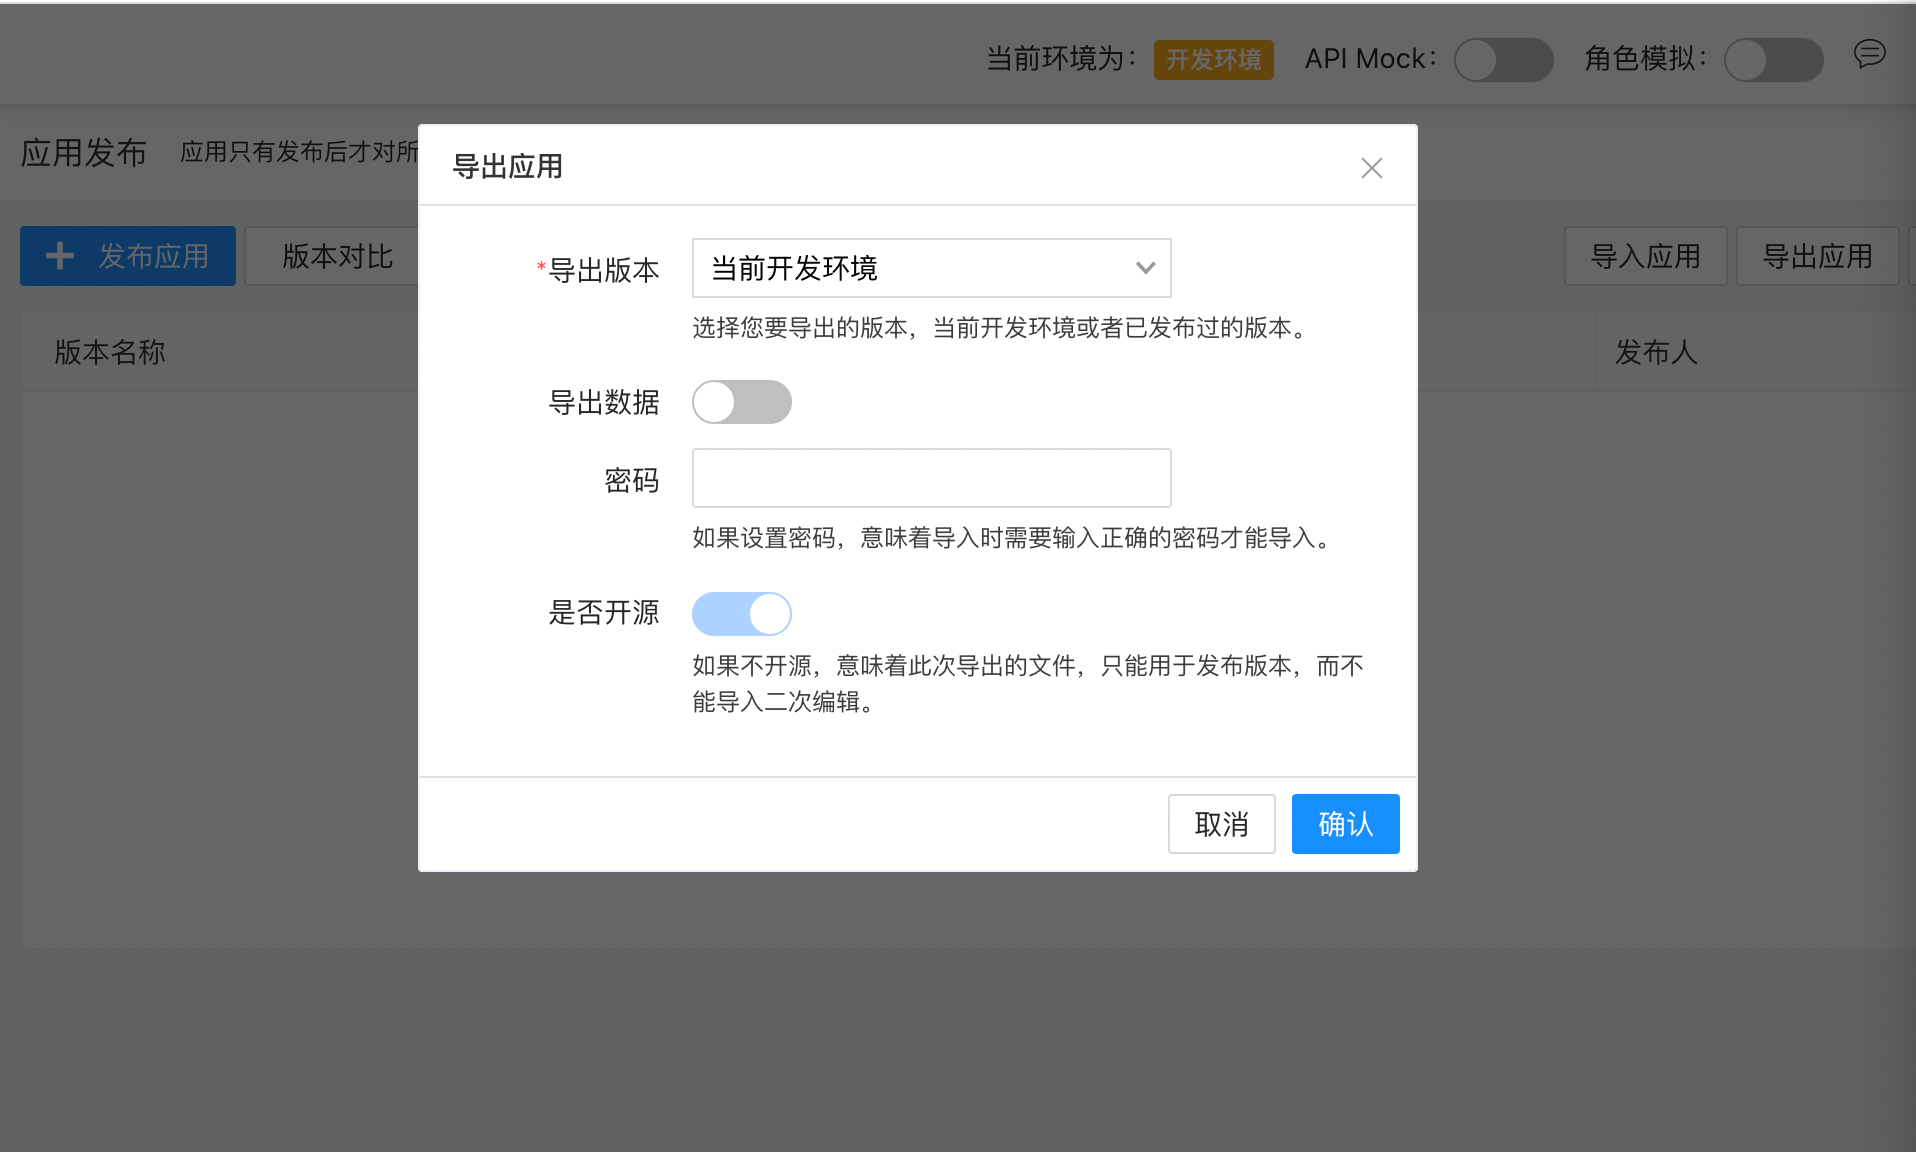 当前环境为： 开发环境 API Mock： 角色模拟：
应用发布 应用只有发布后才对所
导出应用
发布应用 版本对比
导入应用 导出应用
版本名称
发布人
*导出版本 当前开发环境
选择您要导出的版本，当前开发环境或者已发布过的版本。
导出数据
密码
如果设置密码，意味着导入时需要输入正确的密码才能导入。
是否开源
如果不开源，意味着此次导出的文件，只能用于发布版本，而不
能导入二次编辑。
取消 确认